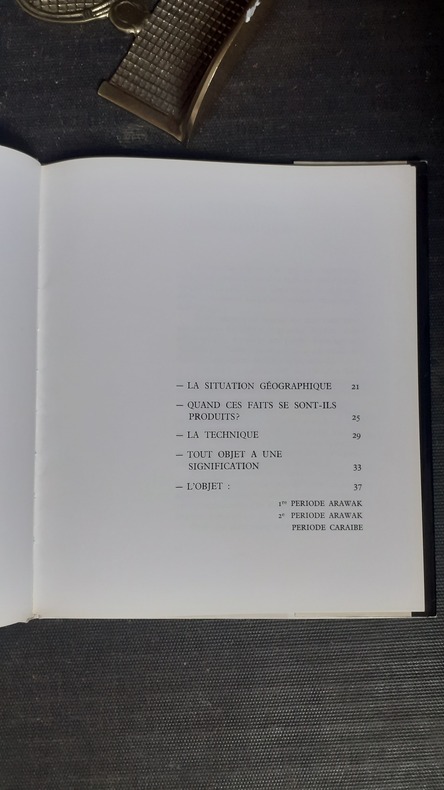 — LA SITUATION GÉOGRAPHIQUE 21
— QUAND CES FAITS SE SONT-ILS
PRODUITS? 25
— LA TECHNIQUE 29
— TOUT OBJET A UNE
SIGNIFICATION 33
— L'OBJET : 37
1re PERIODE ARAWAK
2e PERIODE ARAWAK
PERIODE CARAIBE